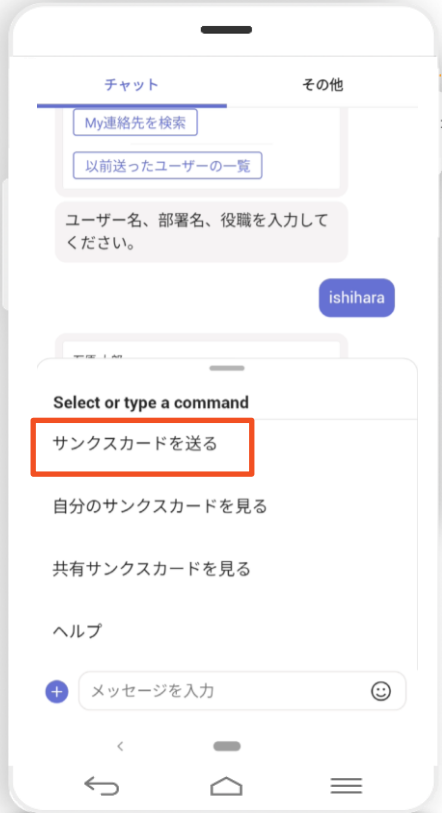 チャット
その他
My連絡先を検索
以前送ったユーザーの一覧
ユーザー名、部署名、役職を入力して
ください。
ishihara
Select or type a command
サンクスカードを送る
自分のサンクスカードを見る
共有サンクスカードを見る
ヘルプ
メッセージを入力